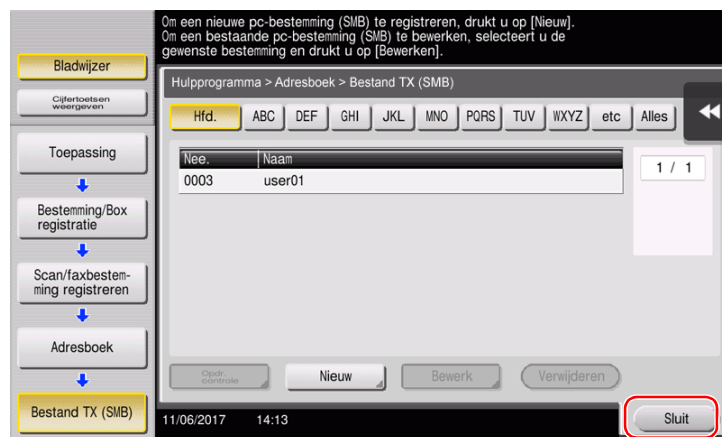 Om een nieuwe pc-bestemming (SMB) te registreren, drukt u op [Nieuw].
Om een bestaande pc-bestemming (SMB) te bewerken, selecteert u de
gewenste bestemming en drukt u op [Bewerken].
Bladwijzer
Cijfertoetsen
weergeven
Toepassing
Bestemming/Box
registratie
Scan/faxbestem-
ming registreren
Adresboek
Bestand TX (SMB)
Hulpprogramma > Adresboek > Bestand TX (SMB)
Hfd. ABC DEF GHI JKL MNO PQRS TUV WXYZ etc Alles
Nee. Naam
0003 user01
1 / 1
Opdr.
controle
Nieuw Bewerk Verwijderen
11/06/2017 14:13 Sluit